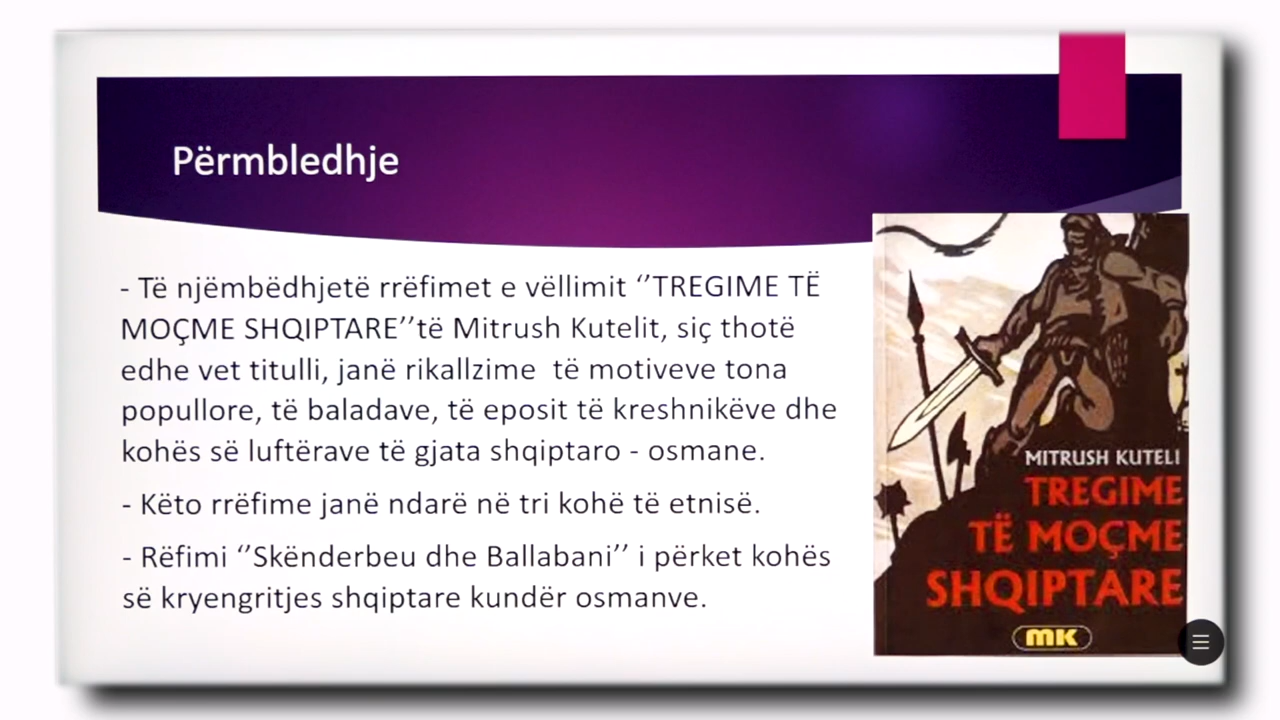 Përmbledhje
- Të njëmbëdhjetë rrëfimet e vëllimit ‘’TREGIME TË
MOÇME SHQIPTARE’’të Mitrush Kutelit, siç thotë
edhe vet titulli, janë rikallzime të motiveve tona
popullore, të baladave, të eposit të kreshnikëve dhe
kohës së luftërave të gjata shqiptaro - osmane.
- Këto rrëfime janë ndarë në tri kohë të etnisë.
- Rëfimi ‘’Skënderbeu dhe Ballabani’’ i përket kohës
së kryengritjes shqiptare kundër osmanve.
MITRUSH KUTELI
TREGIME
TË MOÇME
SHQIPTARE
MK